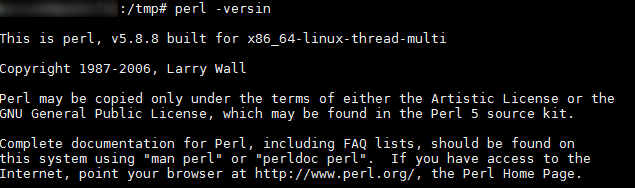 :/tmp# perl -versin
This is perl, v5.8.8 built for x86_64-linux-thread-multi
Copyright 1987-2006, Larry Wall
Perl may be copied only under the terms of either the Artistic License or the
GNU General Public License, which may be found in the Perl 5 source kit.
Complete documentation for Perl, including FAQ lists, should be found on
this system using "man perl" or "perldoc perl".  If you have access to the
Internet, point your browser at http://www.perl.org/, the Perl Home Page.